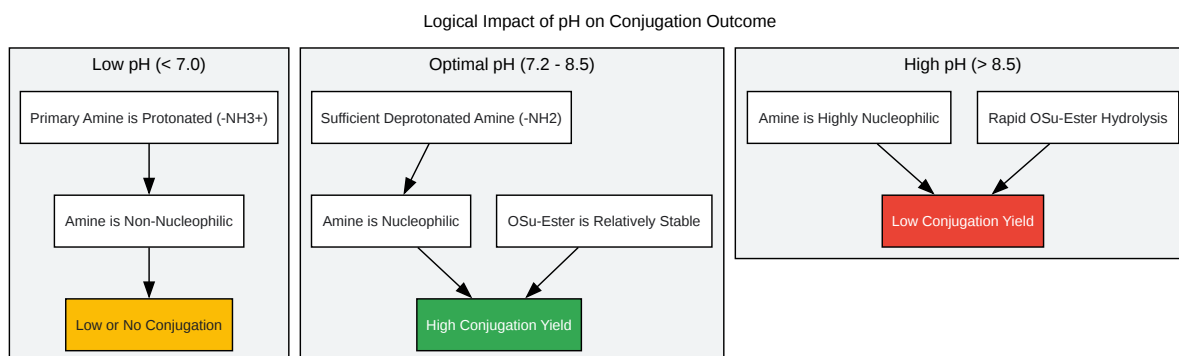 Logical Impact of pH on Conjugation Outcome
Low pH (< 7.0)
Primary Amine is Protonated (-NH3+)
Amine is Non-Nucleophilic
Low or No Conjugation
Optimal pH (7.2 - 8.5)
Sufficient Deprotonated Amine (-NH2)
Amine is Nucleophilic
OSu-Ester is Relatively Stable
High Conjugation Yield
High pH (> 8.5)
Amine is Highly Nucleophilic
Rapid OSu-Ester Hydrolysis
Low Conjugation Yield